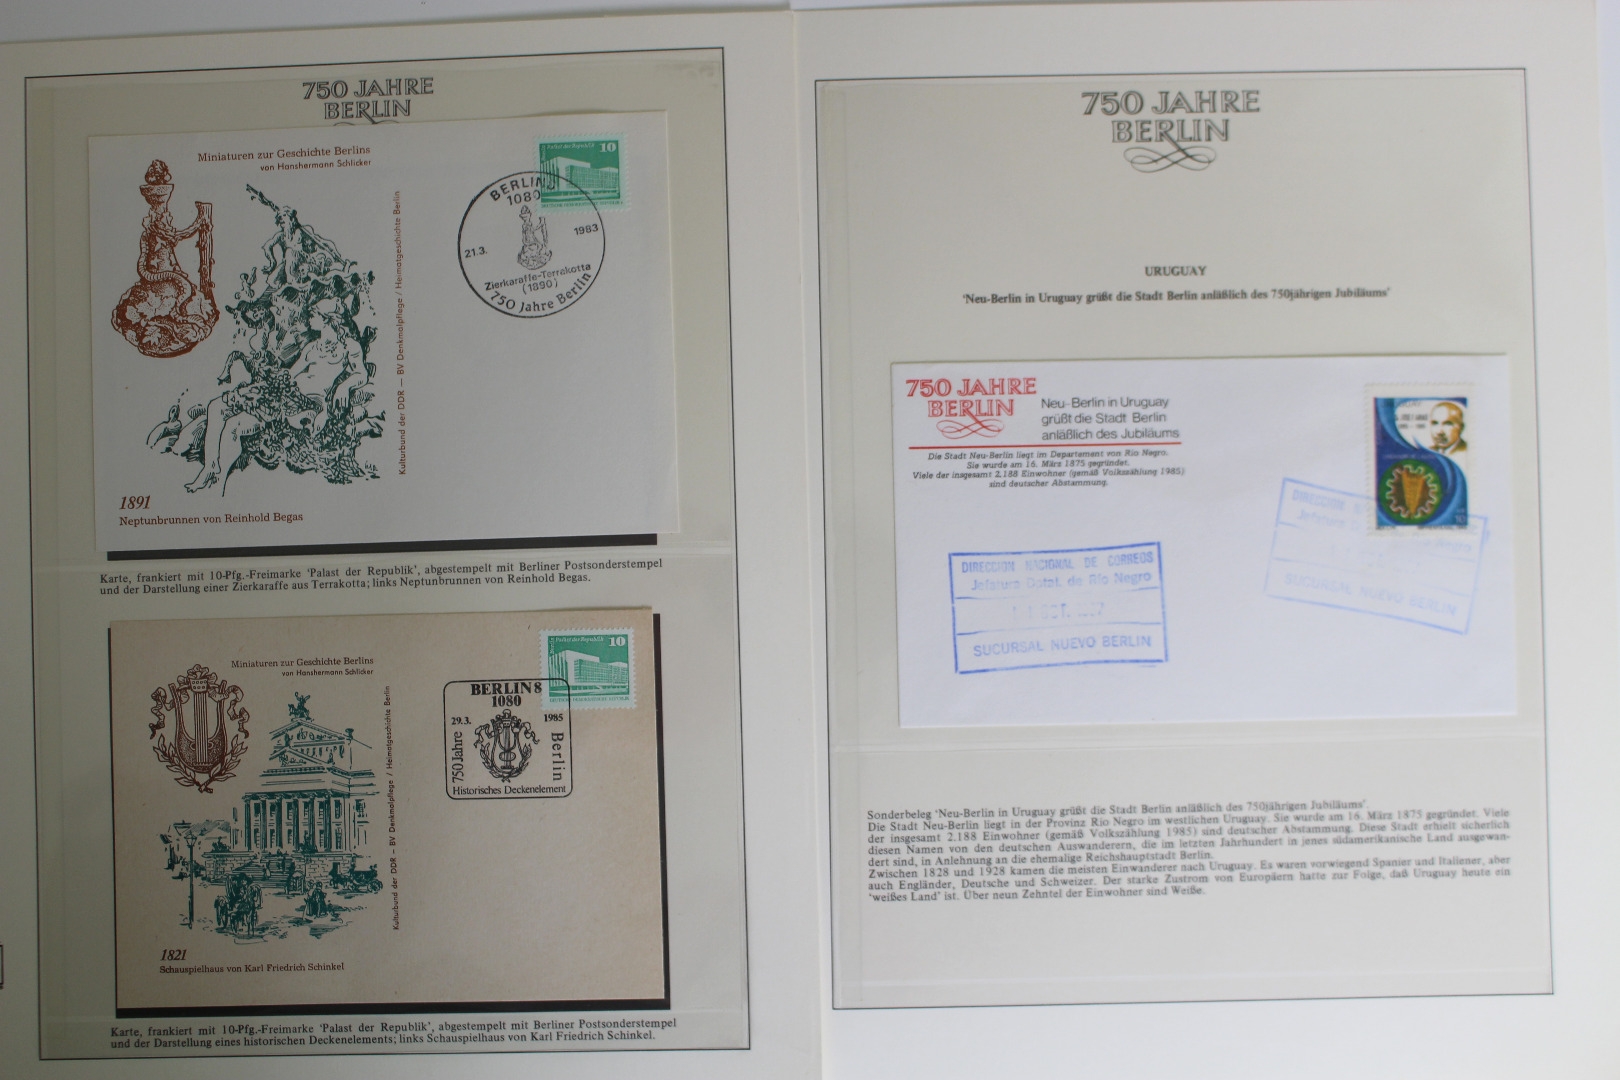 750 JAHRE
BERLIN
Miniaturen zur Geschichte Berlins
von Hanshermann Schlicker
Kulturbund der DDR — BV Denkmalpflege / Heimatgeschichte Berlin
1891
Neptunbrunnen von Reinhold Begas
Palast der Republik
10
BERLIN
1080
21.3.
1983
Zierkaraffe-Terrakotta
(1890)
750 Jahre Berlin
Karte, frankiert mit 10-Pfg.-Freimarke 'Palast der Republik', abgestempelt mit Berliner Postsonderstempel
und der Darstellung einer Zierkaraffe aus Terrakotta; links Neptunbrunnen von Reinhold Begas.
Miniaturen zur Geschichte Berlins
von Hanshermann Schlicker
Kulturbund der DDR — BV Denkmalpflege / Heimatgeschichte Berlin
1821
Schauspielhaus von Karl Friedrich Schinkel
Palast der Republik
10
BERLIN 8
1080
29.3.
1985
750 Jahre
Berlin
Historisches Deckenelement
Karte, frankiert mit 10-Pfg.-Freimarke 'Palast der Republik', abgestempelt mit Berliner Postsonderstempel
und der Darstellung eines historischen Deckenelements; links Schauspielhaus von Karl Friedrich Schinkel.
750 JAHRE
BERLIN
URUGUAY
'Neu-Berlin in Uruguay grüßt die Stadt Berlin anläßlich des 750jährigen Jubiläums'
750 JAHRE
BERLIN
Neu-Berlin in Uruguay
grüßt die Stadt Berlin
anläßlich des Jubiläums
Die Stadt Neu-Berlin liegt im Departement von Rio Negro.
Sie wurde am 16. März 1875 gegründet.
Viele der insgesamt 2.188 Einwohner (gemäß Volkszählung 1985)
sind deutscher Abstammung.
DIRECCION NACIONAL DE CORREOS
Jefatura Dptal. de Rio Negro
SUCURSAL NUEVO BERLIN
DIRECCION
Jefatura
SUCURSAL NUEVO BERLIN
Sonderbeleg 'Neu-Berlin in Uruguay grüßt die Stadt Berlin anläßlich des 750jährigen Jubiläums'.
Die Stadt Neu-Berlin liegt in der Provinz Rio Negro im westlichen Uruguay. Sie wurde am 16. März 1875 gegründet. Viele
der insgesamt 2.188 Einwohner (gemäß Volkszählung 1985) sind deutscher Abstammung. Diese Stadt erhielt sicherlich
diesen Namen von den deutschen Auswanderern, die im letzten Jahrhundert in jenes südamerikanische Land ausgewan-
dert sind, in Anlehnung an die ehemalige Reichshauptstadt Berlin.
Zwischen 1828 und 1928 kamen die meisten Einwanderer nach Uruguay. Es waren vorwiegend Spanier und Italiener, aber
auch Engländer, Deutsche und Schweizer. Der starke Zustrom von Europäern hatte zur Folge, daß Uruguay heute ein
'weißes Land' ist. Über neun Zehntel der Einwohner sind Weiße.